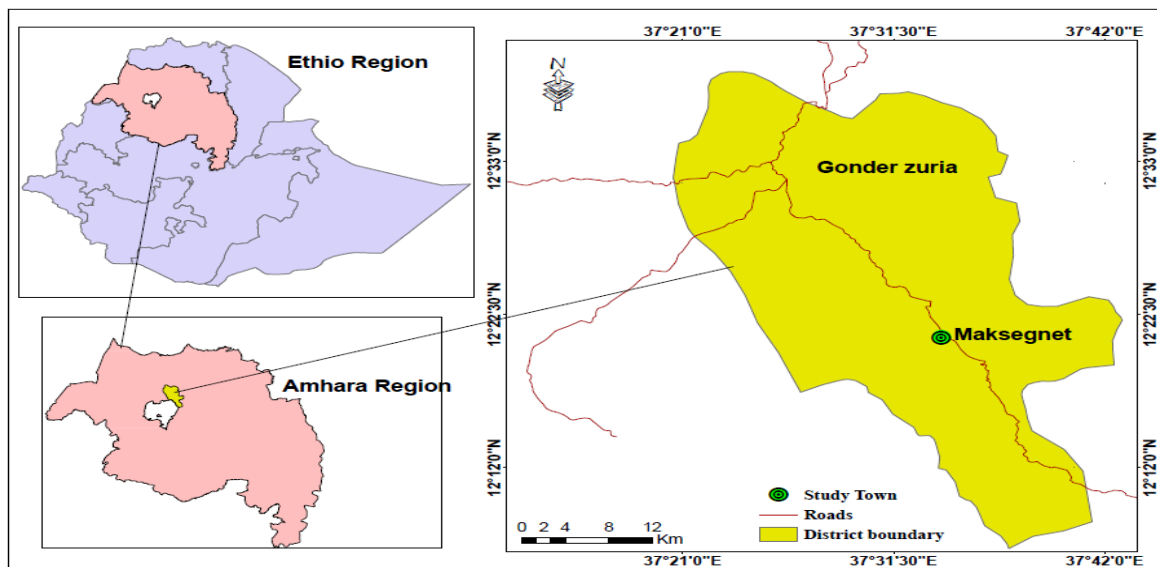 Ethio Region
Amhara Region
37°21'0"E
37°31'30"E
37°42'0"E
N
12°33'0"N
12°33'0"N
Gonder zuria
12°22'30"N
12°22'30"N
Maksegnet
12°12'0"N
12°12'0"N
Study Town
Roads
District boundary
0 2 4 8 12
Km
37°21'0"E
37°31'30"E
37°42'0"E